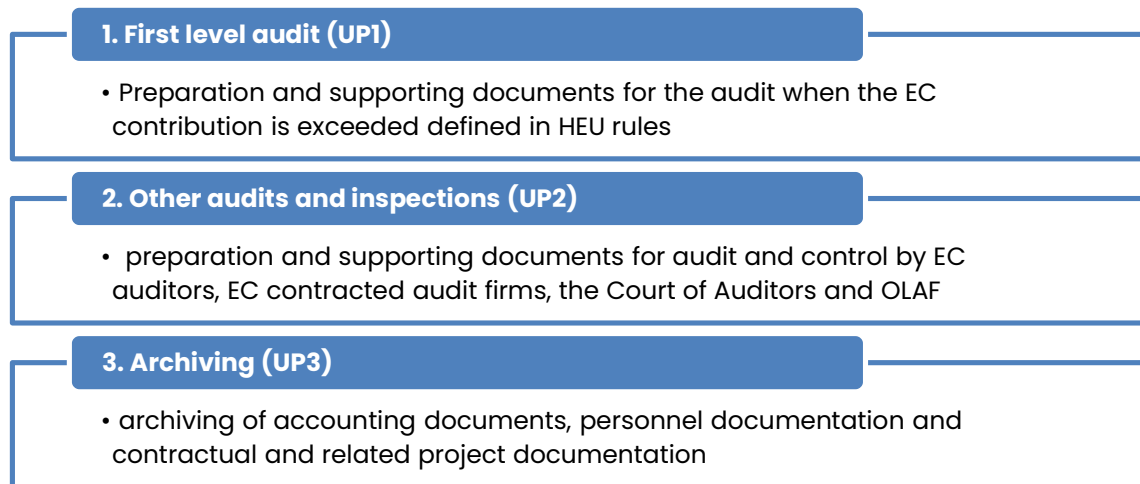 1. First level audit (UP1)
• Preparation and supporting documents for the audit when the EC
contribution is exceeded defined in HEU rules
2. Other audits and inspections (UP2)
• preparation and supporting documents for audit and control by EC
auditors, EC contracted audit firms, the Court of Auditors and OLAF
3. Archiving (UP3)
• archiving of accounting documents, personnel documentation and
contractual and related project documentation